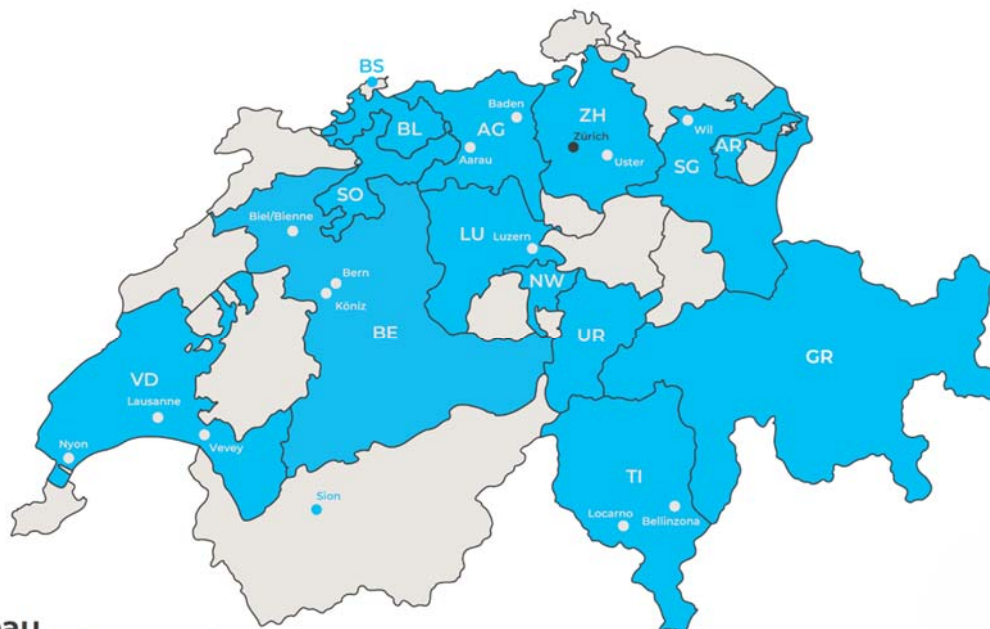 BS
Baden
ZH
BL
AG
Zürich
Wil
AR
Aarau
Uster
SG
SO
Biel/Bienne
LU
Luzern
Bern
NW
Köniz
BE
UR
GR
VD
Lausanne
Vevey
Nyon
TI
Sion
Locarno
Bellinzona